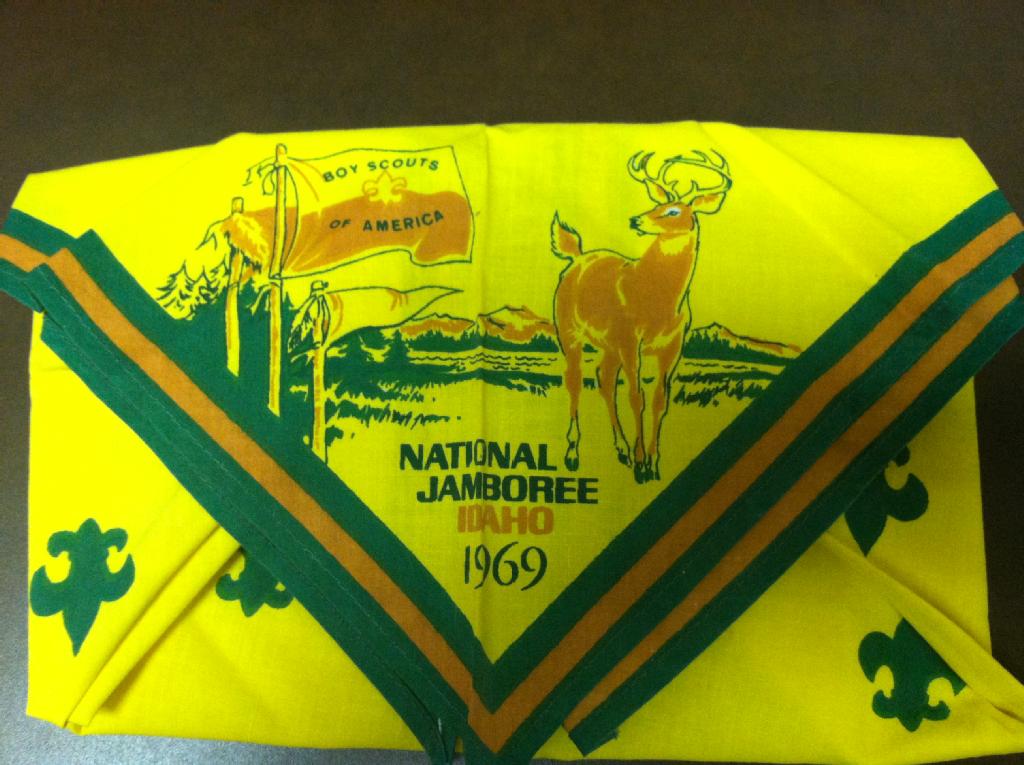 BOY SCOUTS
OF AMERICA
NATIONAL
JAMBOREE
IDAHO
1969